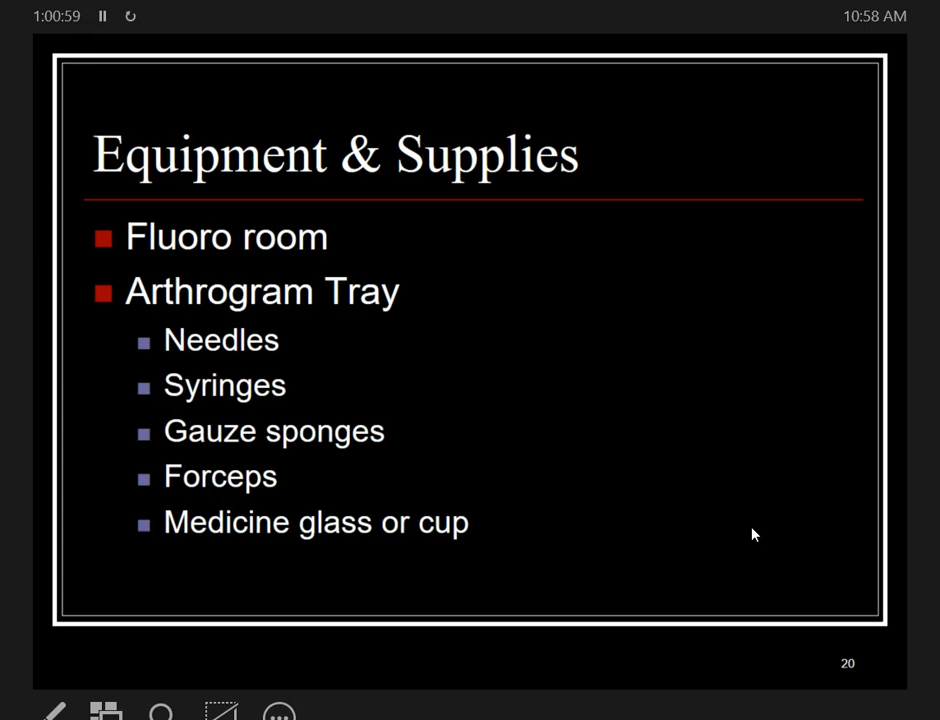 1:00:59
10:58 AM
Equipment & Supplies
Fluoro room
Arthrogram Tray
Needles
Syringes
Gauze sponges
Forceps
Medicine glass or cup
20